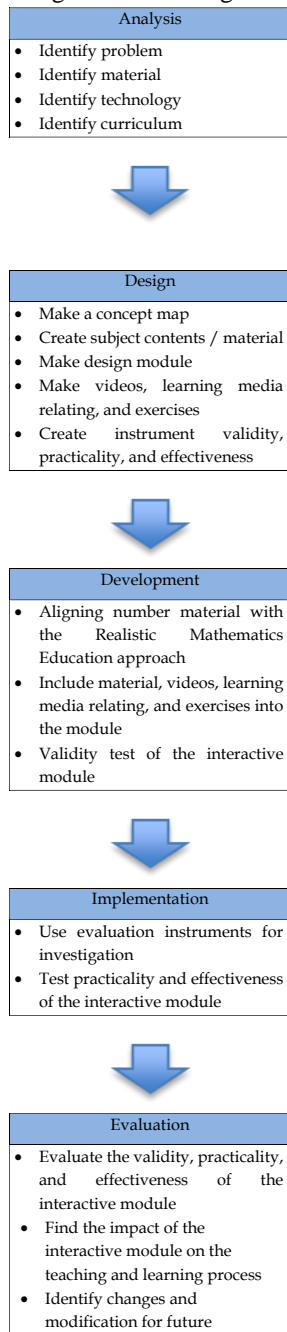 Analysis
• Identify problem
• Identify material
• Identify technology
• Identify curriculum
Design
• Make a concept map
• Create subject contents / material
• Make design module
• Make videos, learning media
relating, and exercises
• Create instrument validity,
practicality, and effectiveness
Development
• Aligning number material with
the Realistic Mathematics
Education approach
• Include material, videos, learning
media relating, and exercises into
the module
• Validity test of the interactive
module
Implementation
• Use evaluation instruments for
investigation
• Test practicality and effectiveness
of the interactive module
Evaluation
• Evaluate the validity, practicality,
and effectiveness of the
interactive module
• Find the impact of the
interactive module on the
teaching and learning process
• Identify changes and
modification for future